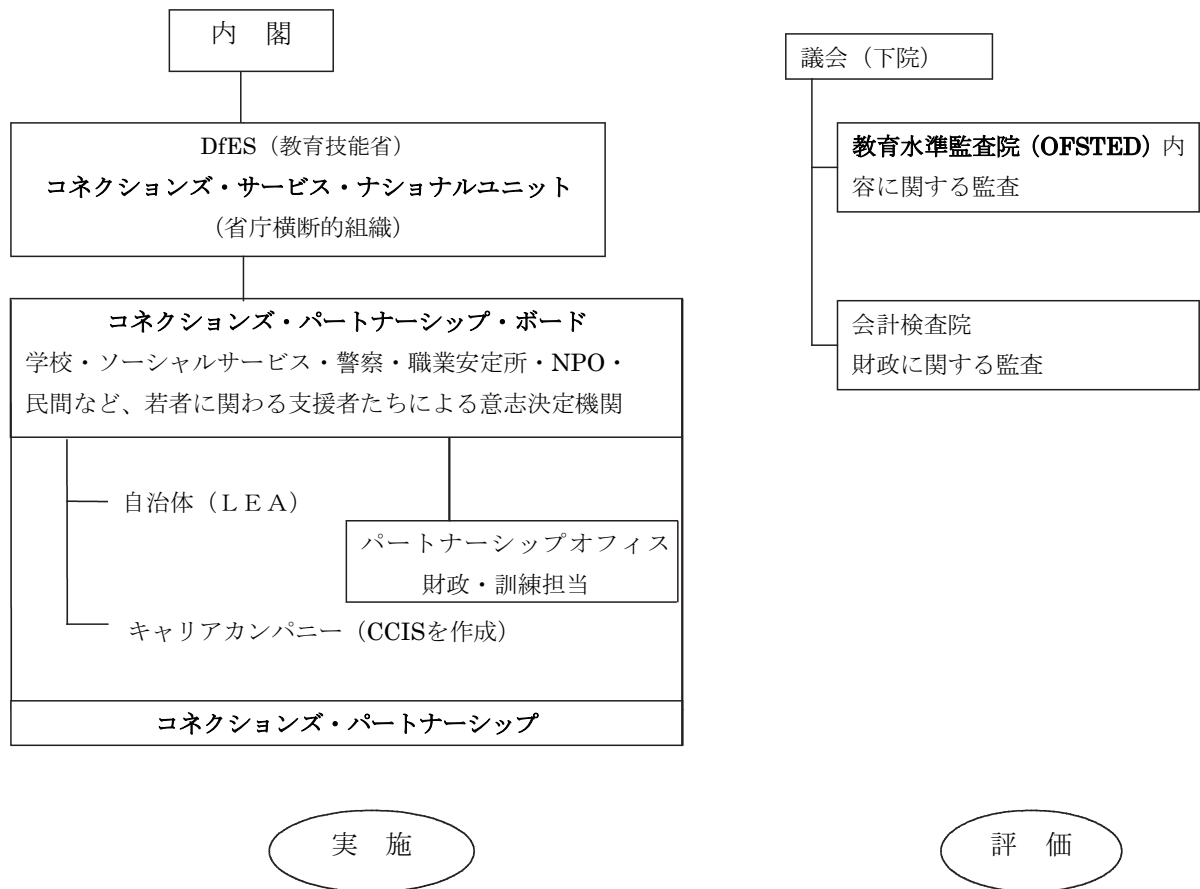 内　閣
DfES（教育技能省）
コネクションズ・サービス・ナショナルユニット
（省庁横断的組織）
コネクションズ・パートナーシップ・ボード
学校・ソーシャルサービス・警察・職業安定所・NPO・
民間など、若者に関わる支援者たちによる意志決定機関
自治体（ＬＥＡ）
パートナーシップオフィス
財政・訓練担当
キャリアカンパニー（CCISを作成）
コネクションズ・パートナーシップ
実　施
議会（下院）
教育水準監査院（OFSTED）内
容に関する監査
会計検査院
財政に関する監査
評　価